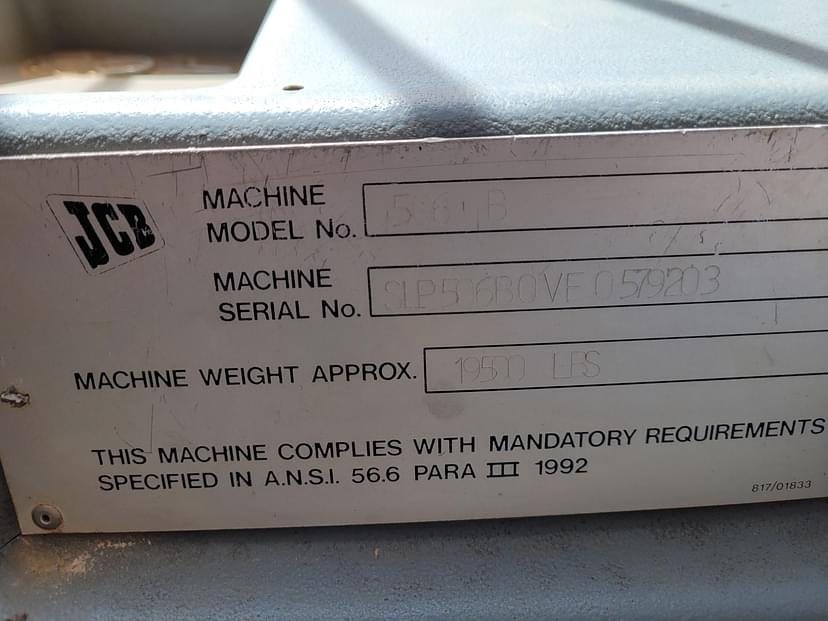 JCB
MACHINE
MODEL No.
MACHINE
SERIAL No.
SLP506B0VE0579203
MACHINE WEIGHT APPROX.
19500 LBS
THIS MACHINE COMPLIES WITH MANDATORY REQUIREMENTS
SPECIFIED IN A.N.S.I. 56.6 PARA III 1992
817/01833